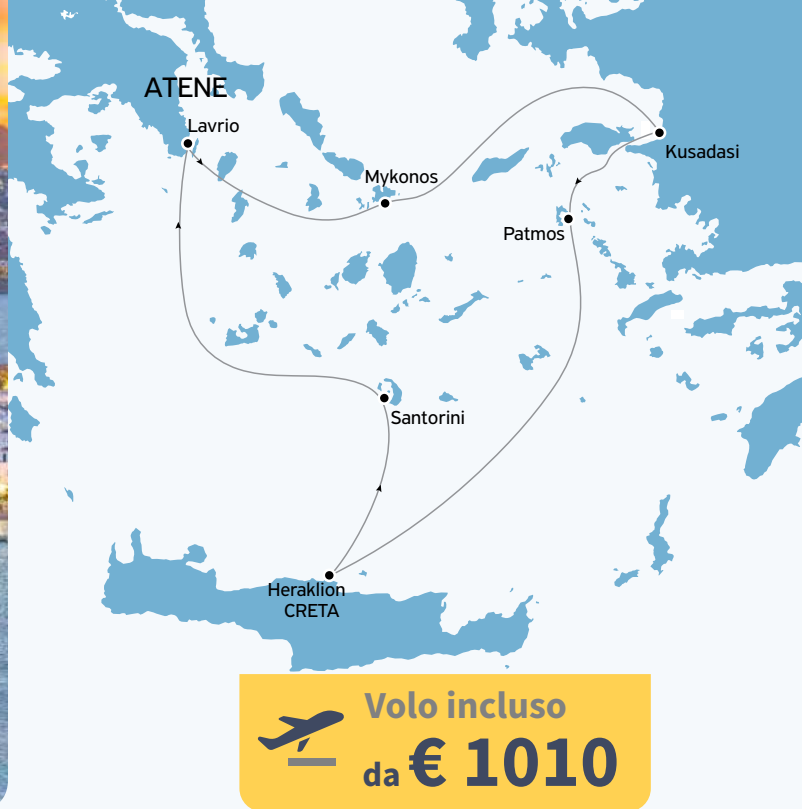 ATENE
Lavrio
Mykonos
Kusadasi
Patmos
Santorini
Heraklion
CRETA
Volo incluso
da € 1010